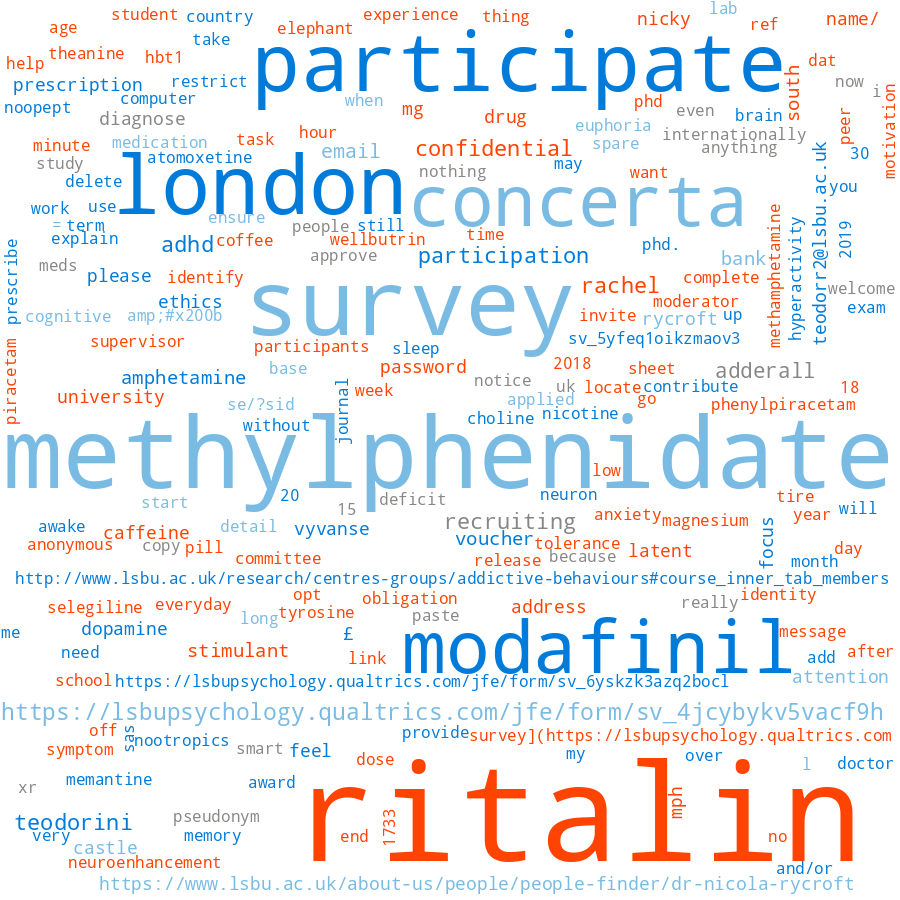 student country experience thing lab
age elephant nicky ref name/
take
help theanine hbt1 participate dat
prescription restrict south now i
noopept computer when mg phd even brain motivation
diagnose drug euphoria internationally peer
minute medication task hour confidential spare anything
study atomoxetine email nothing may want 30
delete london concerta you
work use ensure
= term people still wellbutrin time phd. teodorr2@lsbu.ac.uk 2019
explain adhd coffee approve participation bank methamphetamine hyperactivity
prescribe meds please identify rachel complete welcome
ethics survey moderator exam
cognitive amp;#x200b invite rycroft up
supervisor participants sleep sv_5yfeq1oikzmaov3
piracetam amphetamine base password 2018 sheet adderall
university week notice uk locate contribute 18
se/?sid journal applied go phenylpiracetam
without choline nicotine
methylphenidate
low
start 20 15 deficit neuron tire will
awake caffeine detail vyvanse recruiting anxiety magnesium year
anonymous copy pill voucher tolerance latent focus day
committee release because month
http://www.lsbu.ac.uk/research/centres-groups/addictive-behaviours#course_inner_tab_members
selegiline everyday opt obligation address really identity
long tyrosine paste
me dopamine £ modafinil message
need stimulant link add after
school https://lsbupsychology.qualtrics.com/jfe/form/sv_6yskzk3azq2bocl attention
https://lsbupsychology.qualtrics.com/jfe/form/sv_4jcybykv5vacf9h
off sas nootropics provide survey](https://lsbupsychology.qualtrics.com
symptom smart feel my over
dose l doctor
memantine award
xr ritalin mph
teodorini pseudonym
very memory 1733 end no
castle
neuroenhancement and/or
https://www.lsbu.ac.uk/about-us/people/people-finder/dr-nicola-rycroft